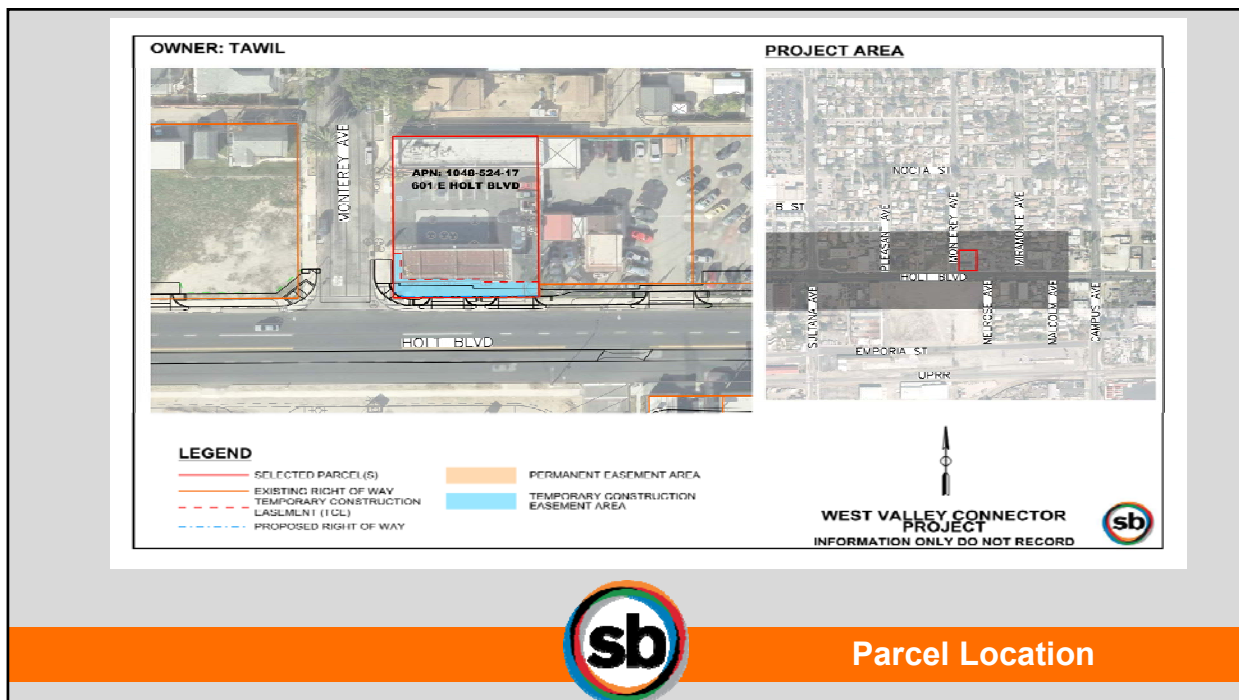 OWNER: TAWIL
PROJECT AREA
MONTEREY AVE
APN: 1048-524-17
601 E HOLT BLVD
HOLT BLVD
NOCTA ST
B ST
PLEASAN AVE
MONTEREY AVE
MIRAMONTE AVE
HOLT BLVD
SULTANA AVE
MELROSE AVE
MALCOLM AVE
CAMPUS AVE
EMPORIA ST
UPRR
LEGEND
SELECTED PARCEL(S)
EXISTING RIGHT OF WAY
TEMPORARY CONSTRUCTION
EASEMENT (TCE)
PROPOSED RIGHT OF WAY
PERMANENT EASEMENT AREA
TEMPORARY CONSTRUCTION
EASEMENT AREA
WEST VALLEY CONNECTOR
PROJECT
INFORMATION ONLY DO NOT RECORD
sb
sb
Parcel Location